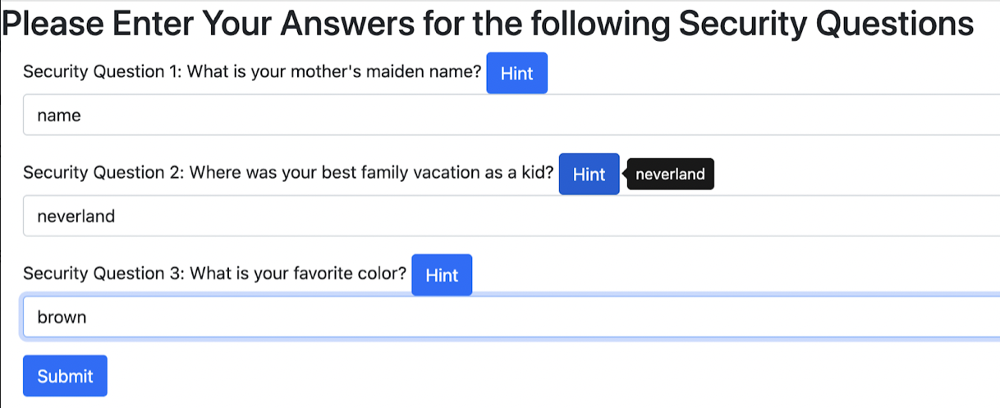 Please Enter Your Answers for the following Security Questions
Security Question 1: What is your mother's maiden name? Hint
name
Security Question 2: Where was your best family vacation as a kid? Hint neverland
neverland
Security Question 3: What is your favorite color? Hint
brown
Submit